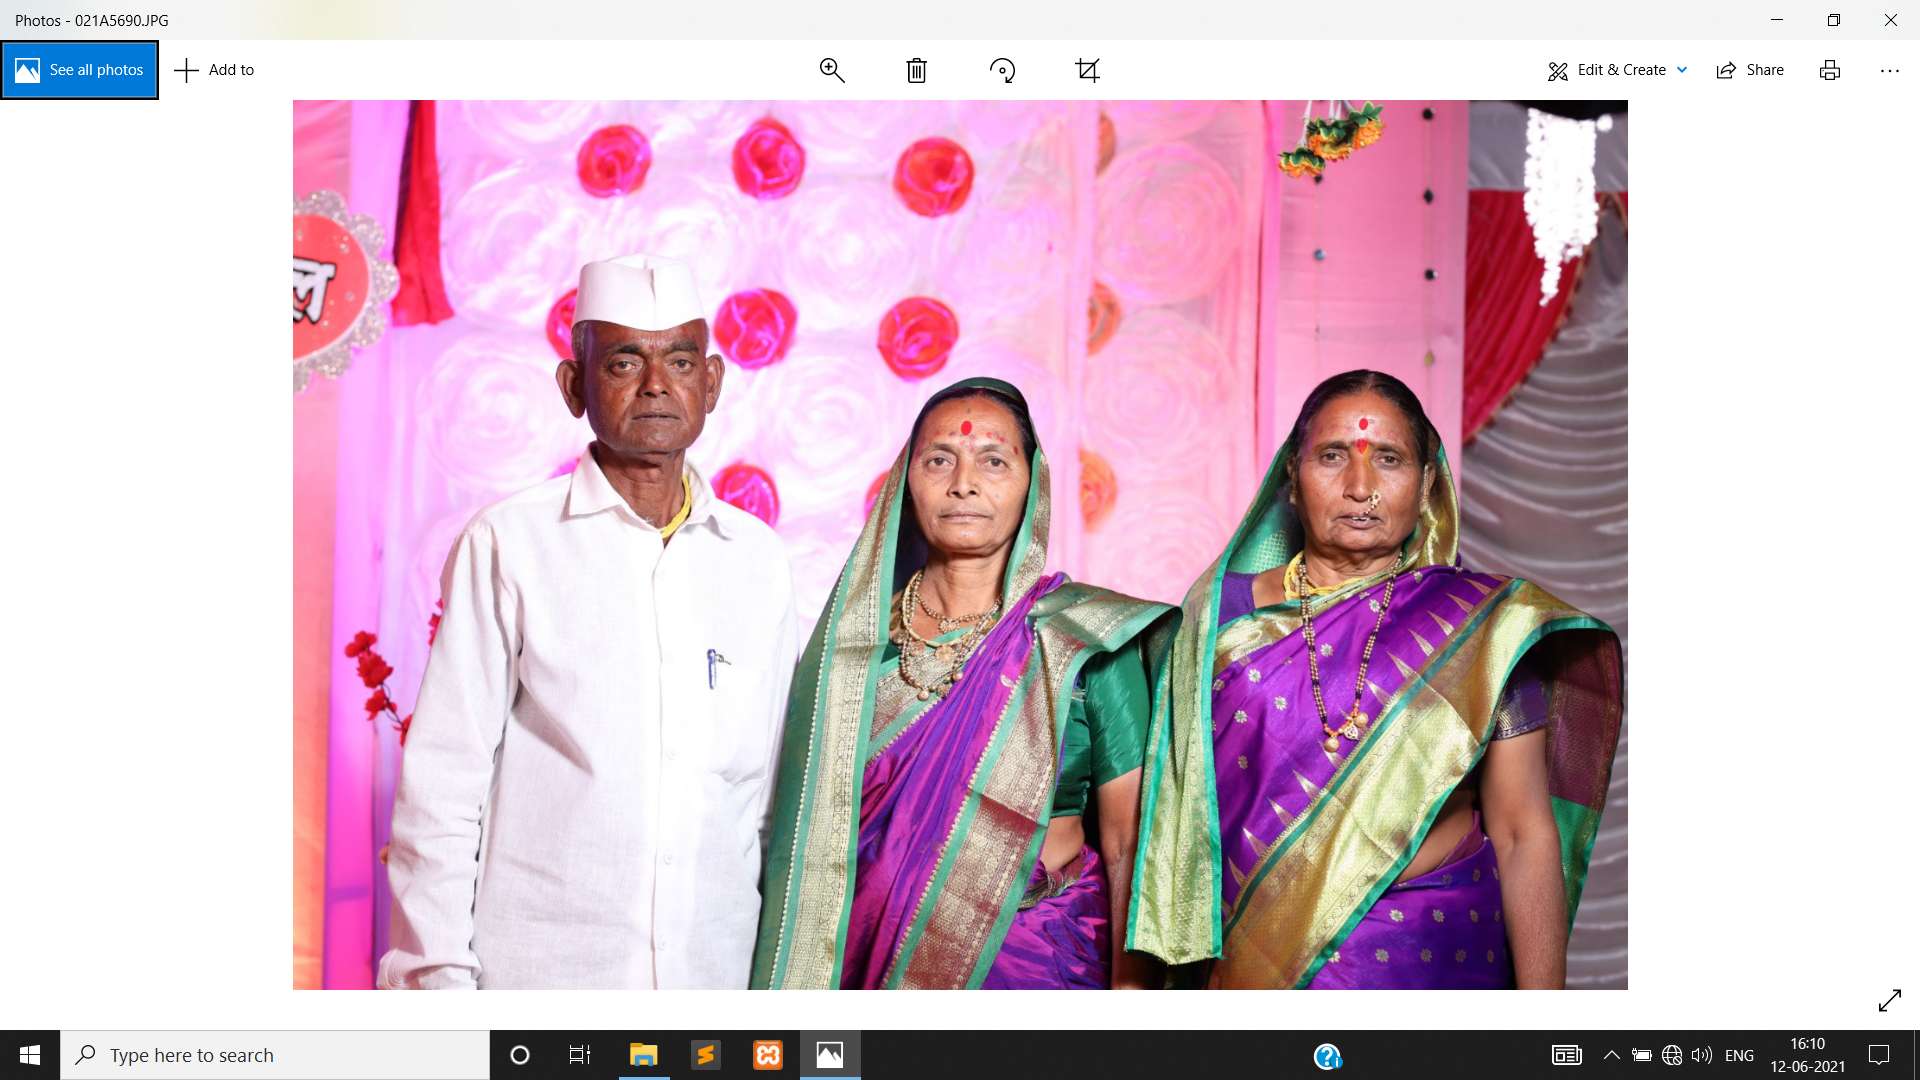 Photos - 021A5690.JPG
See all photos
Add to
Edit & Create
Share
ल
Type here to search
ENG
16:10
12-06-2021